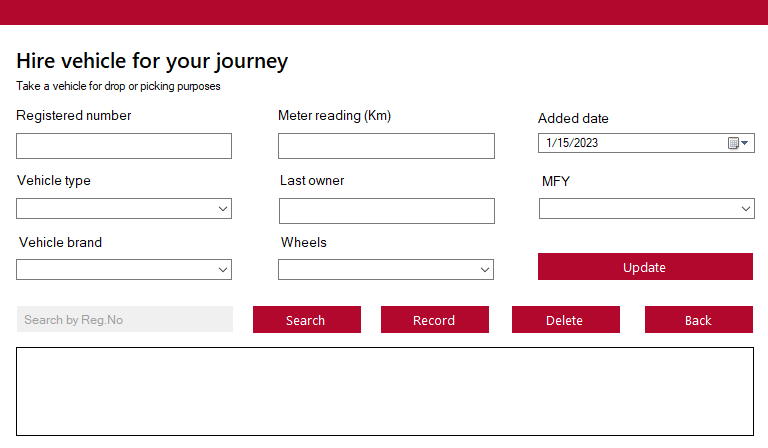 Hire vehicle for your journey
Take a vehicle for drop or picking purposes
Registered number
Meter reading (Km)
Added date
1/15/2023
Vehicle type
Last owner
MFY
Vehicle brand
Wheels
Update
Search by Reg.No
Search
Record
Delete
Back